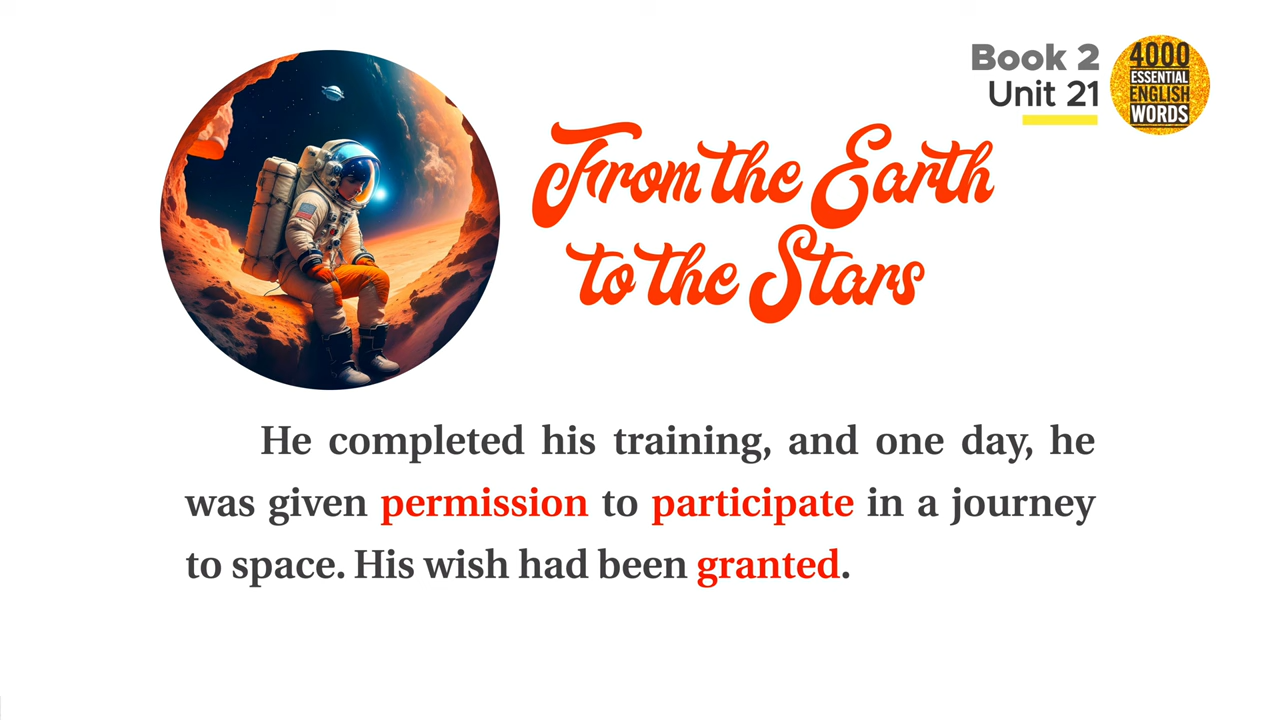 Book 2
Unit 21
4000
ESSENTIAL
ENGLISH
WORDS
From the Earth
to the Stars
He completed his training, and one day, he
was given permission to participate in a journey
to space. His wish had been granted.